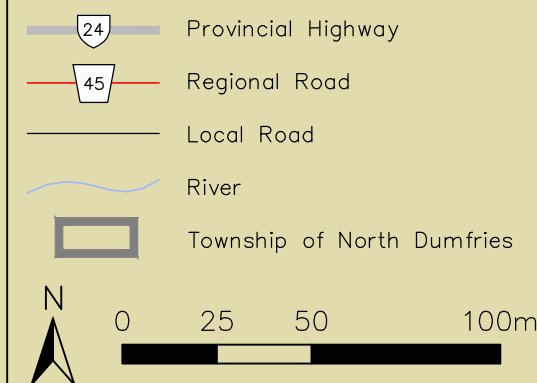 24 Provincial Highway
45 Regional Road
Local Road
River
Township of North Dumfries
N
0 25 50 100m